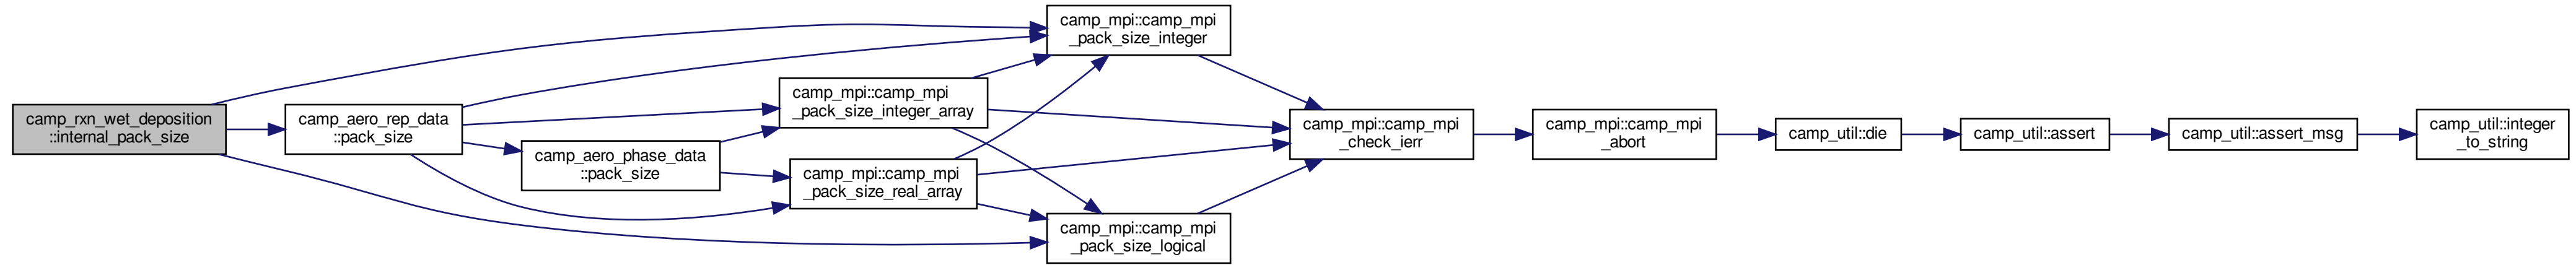 camp_rxn_wet_deposition
::internal_pack_size
camp_aero_rep_data
::pack_size
camp_aero_phase_data
::pack_size
camp_mpi::camp_mpi
_pack_size_integer_array
camp_mpi::camp_mpi
_pack_size_real_array
camp_mpi::camp_mpi
_pack_size_integer
camp_mpi::camp_mpi
_pack_size_logical
camp_mpi::camp_mpi
_check_ierr
camp_mpi::camp_mpi
_abort
camp_util::die
camp_util::assert
camp_util::assert_msg
camp_util::integer
_to_string